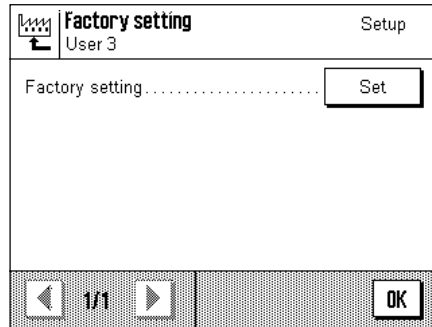 Factory setting
Setup
User 3
Factory setting...................... Set
1/1
OK